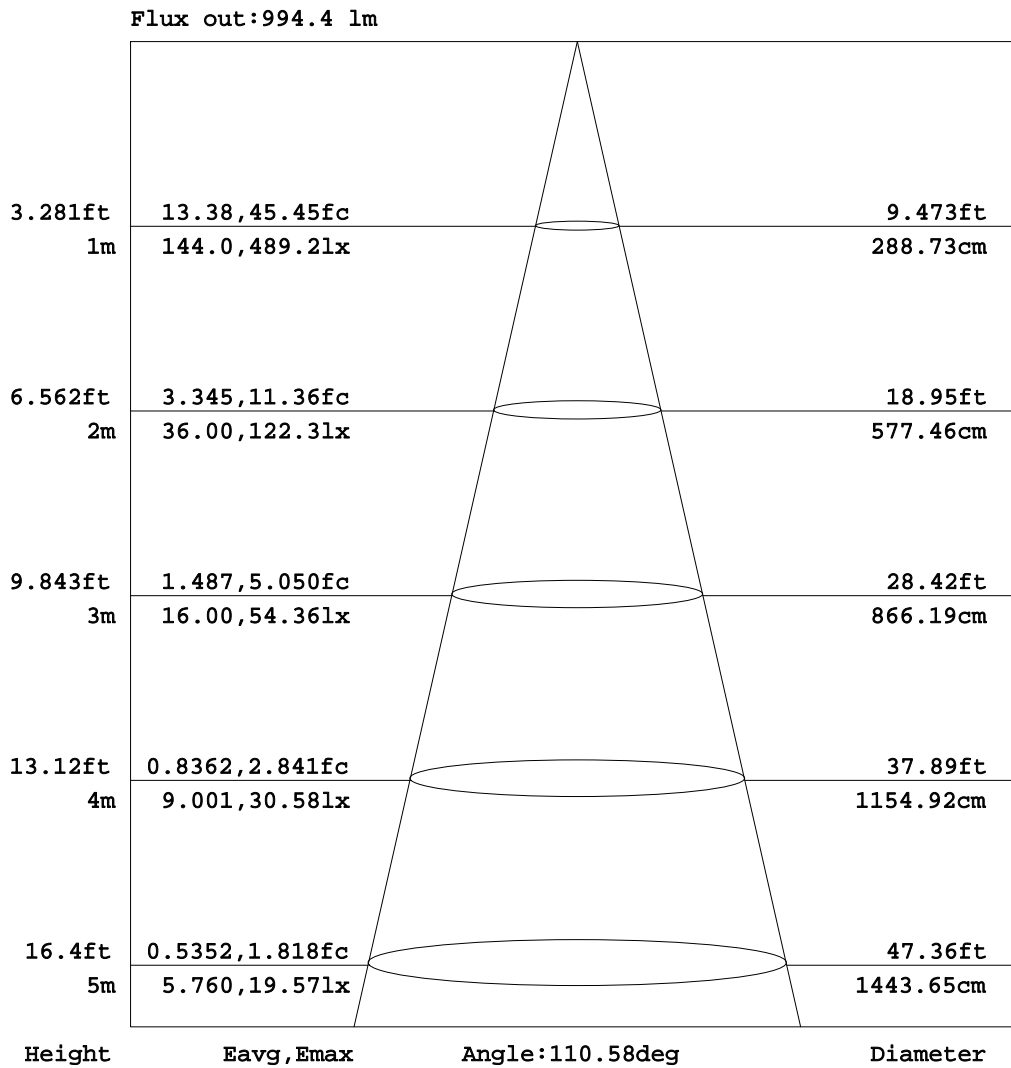 Flux out:994.4 lm
3.281ft 13.38,45.45fc 9.473ft
1m 144.0,489.2lx 288.73cm
6.562ft 3.345,11.36fc 18.95ft
2m 36.00,122.3lx 577.46cm
9.843ft 1.487,5.050fc 28.42ft
3m 16.00,54.36lx 866.19cm
13.12ft 0.8362,2.841fc 37.89ft
4m 9.001,30.58lx 1154.92cm
16.4ft 0.5352,1.818fc 47.36ft
5m 5.760,19.57lx 1443.65cm
Height Eavg,Emax Angle:110.58deg Diameter